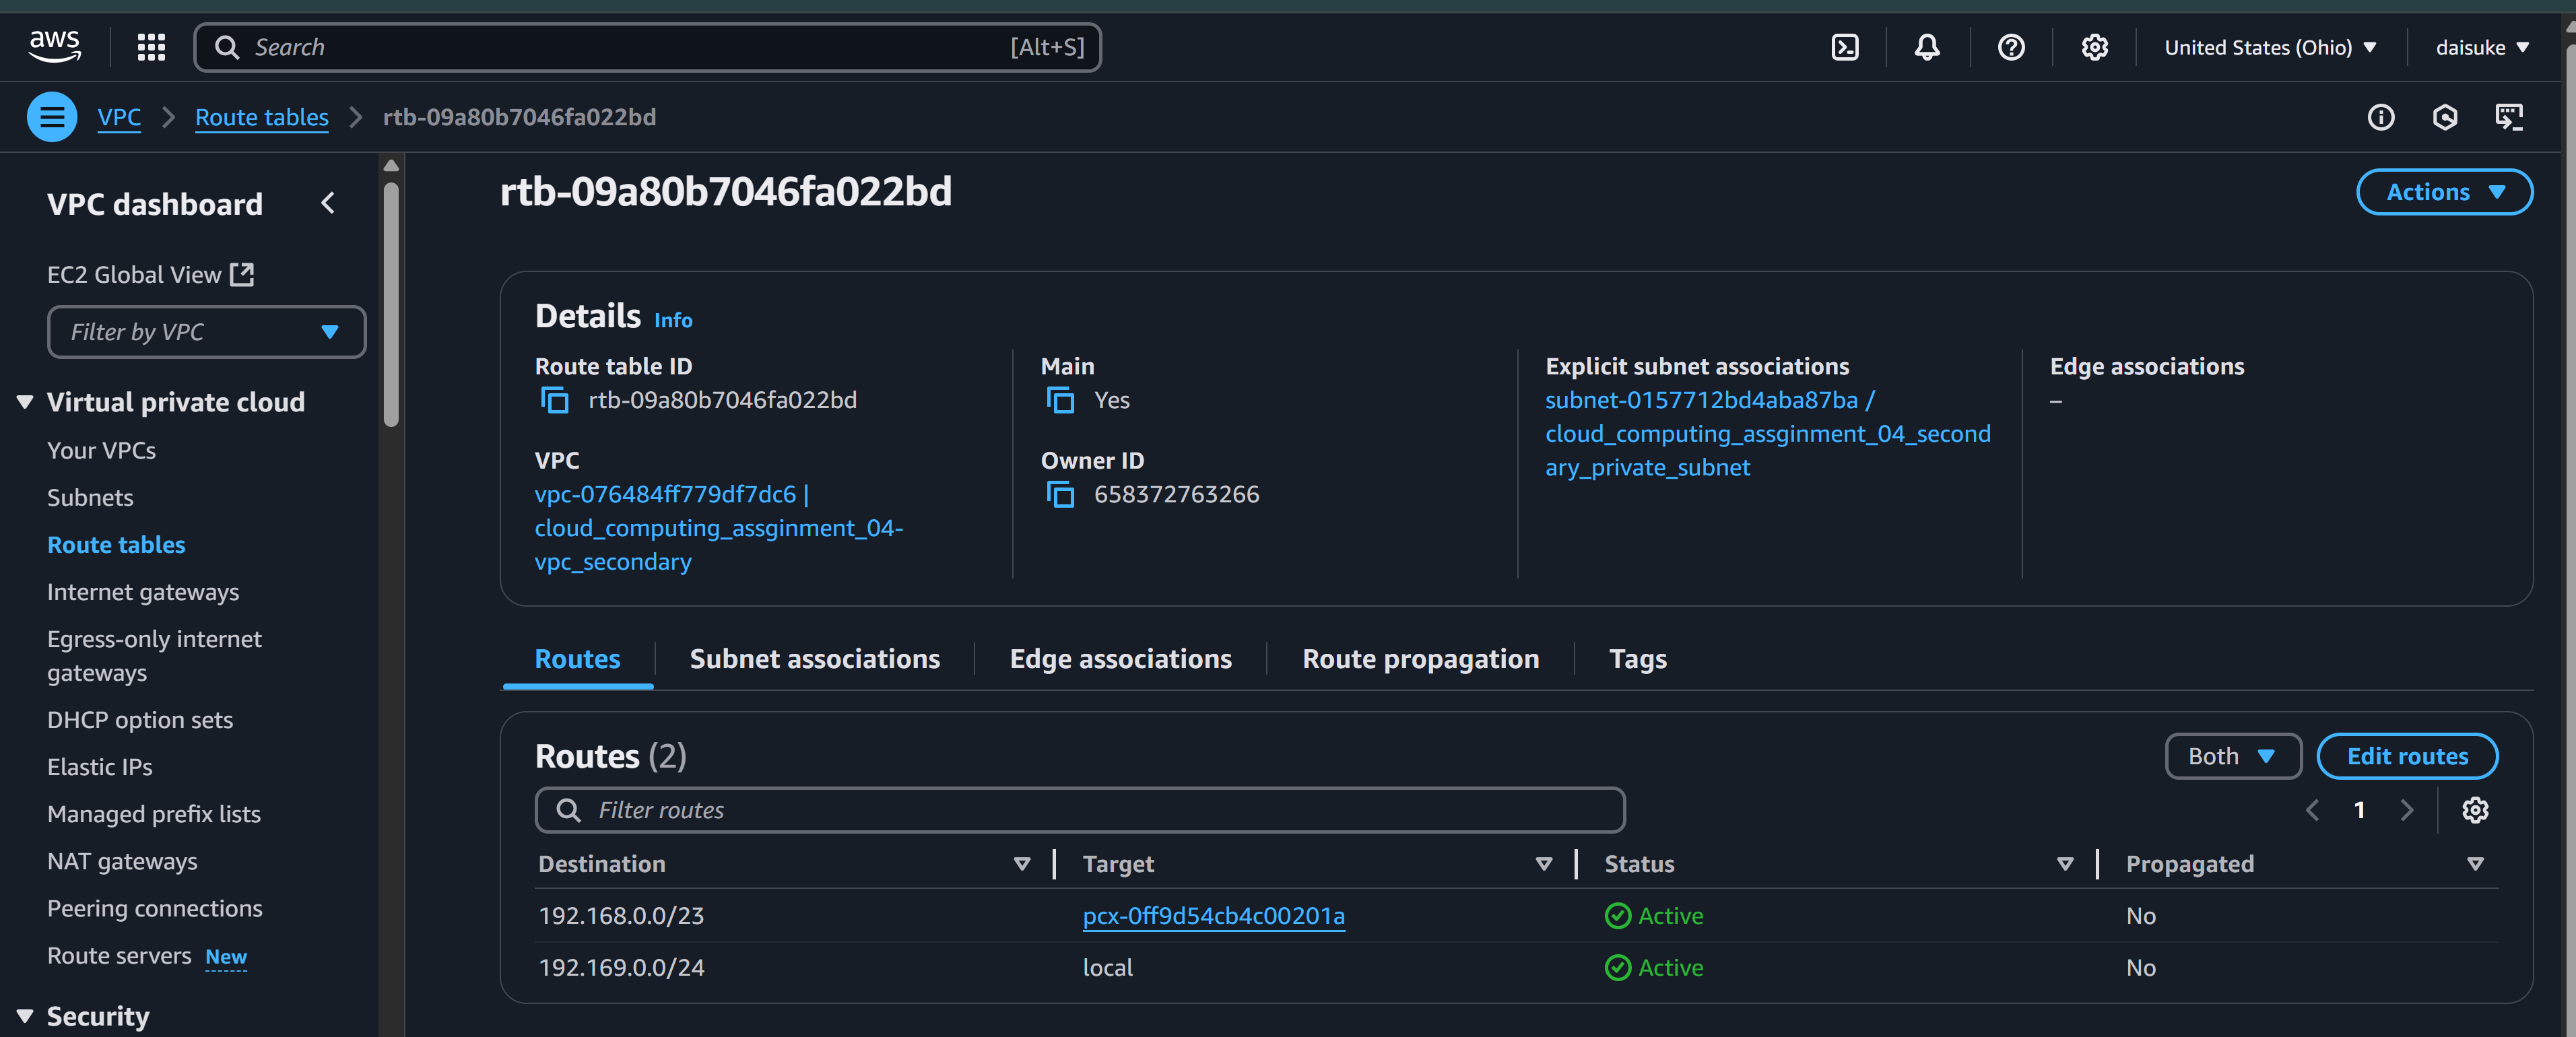 aws
Search [Alt+S]
United States (Ohio)
daisuke
VPC
Route tables
rtb-09a80b7046fa022bd
VPC dashboard
EC2 Global View
Filter by VPC
Virtual private cloud
Your VPCs
Subnets
Route tables
Internet gateways
Egress-only internet
gateways
DHCP option sets
Elastic IPs
Managed prefix lists
NAT gateways
Peering connections
Route servers New
Security
rtb-09a80b7046fa022bd
Actions
Details Info
Route table ID
rtb-09a80b7046fa022bd
VPC
vpc-076484ff779df7dc6 |
cloud_computing_assginment_04-
vpc_secondary
Main
Yes
Owner ID
658372763266
Explicit subnet associations
subnet-0157712bd4aba87ba /
cloud_computing_assginment_04_second
ary_private_subnet
Edge associations
–
Routes
Subnet associations
Edge associations
Route propagation
Tags
Routes (2)
Both
Edit routes
Filter routes
1
Destination Target Status Propagated
192.168.0.0/23 pcx-0ff9d54cb4c00201a Active No
192.169.0.0/24 local Active No